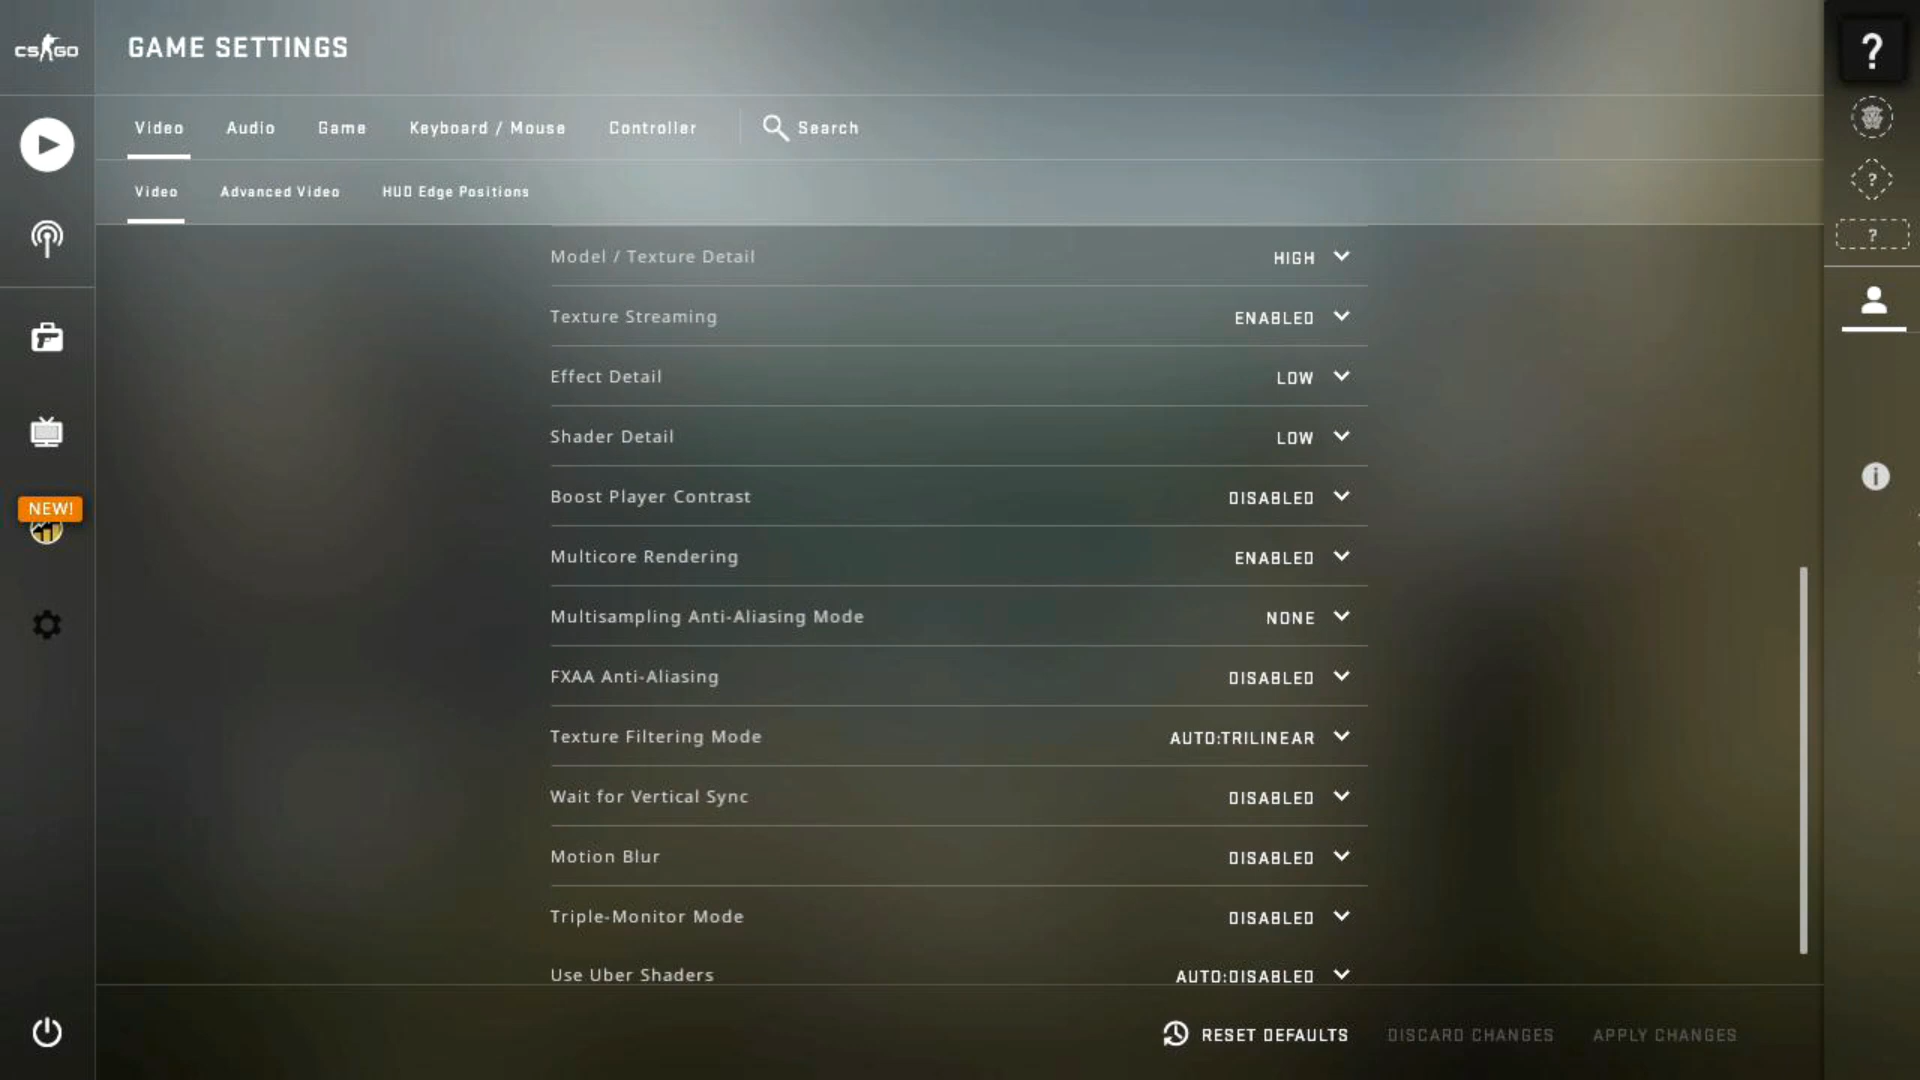 CS GO
GAME SETTINGS
?
Video Audio Game Keyboard / Mouse Controller Search
Video Advanced Video HUD Edge Positions
?
?
Model / Texture Detail HIGH
Texture Streaming ENABLED
Effect Detail LOW
Shader Detail LOW
Boost Player Contrast DISABLED
NEW!
Multicore Rendering ENABLED
Multisampling Anti-Aliasing Mode NONE
FXAA Anti-Aliasing DISABLED
Texture Filtering Mode AUTO:TRILINEAR
Wait for Vertical Sync DISABLED
Motion Blur DISABLED
Triple-Monitor Mode DISABLED
Use Uber Shaders AUTO:DISABLED
RESET DEFAULTS DISCARD CHANGES APPLY CHANGES